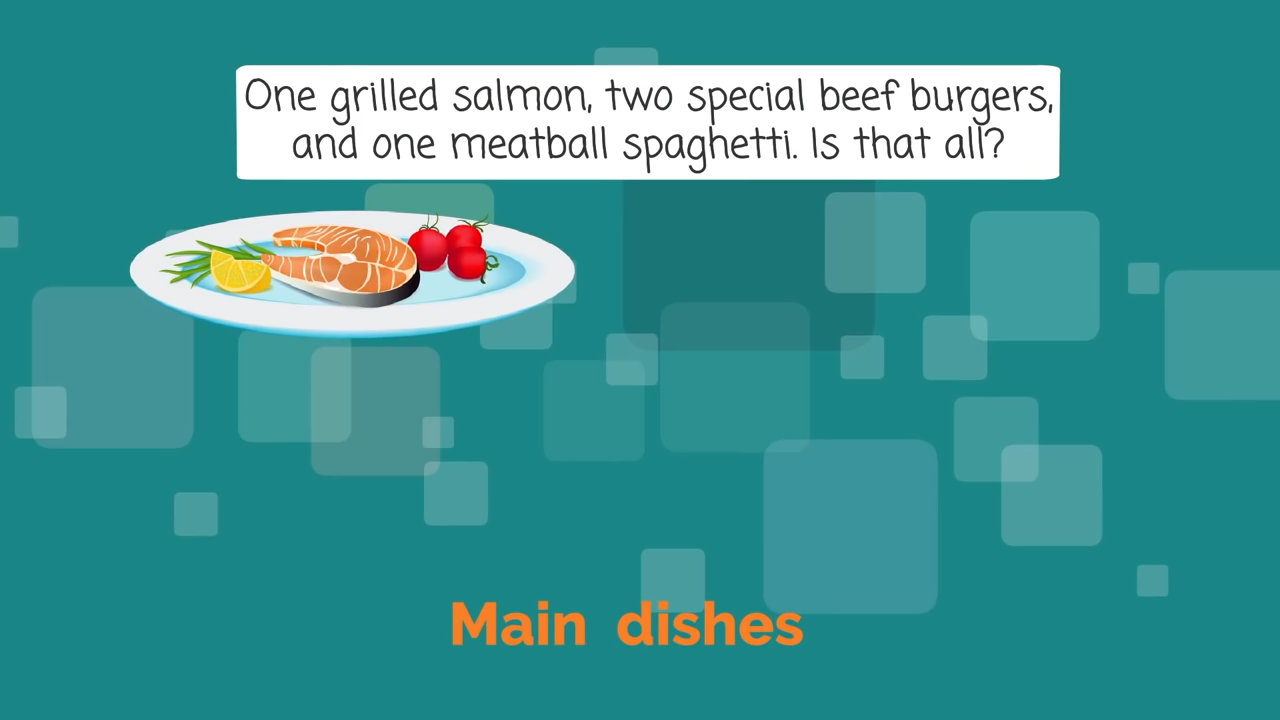 One grilled salmon, two special beef burgers,
and one meatball spaghetti. Is that all?
Main dishes